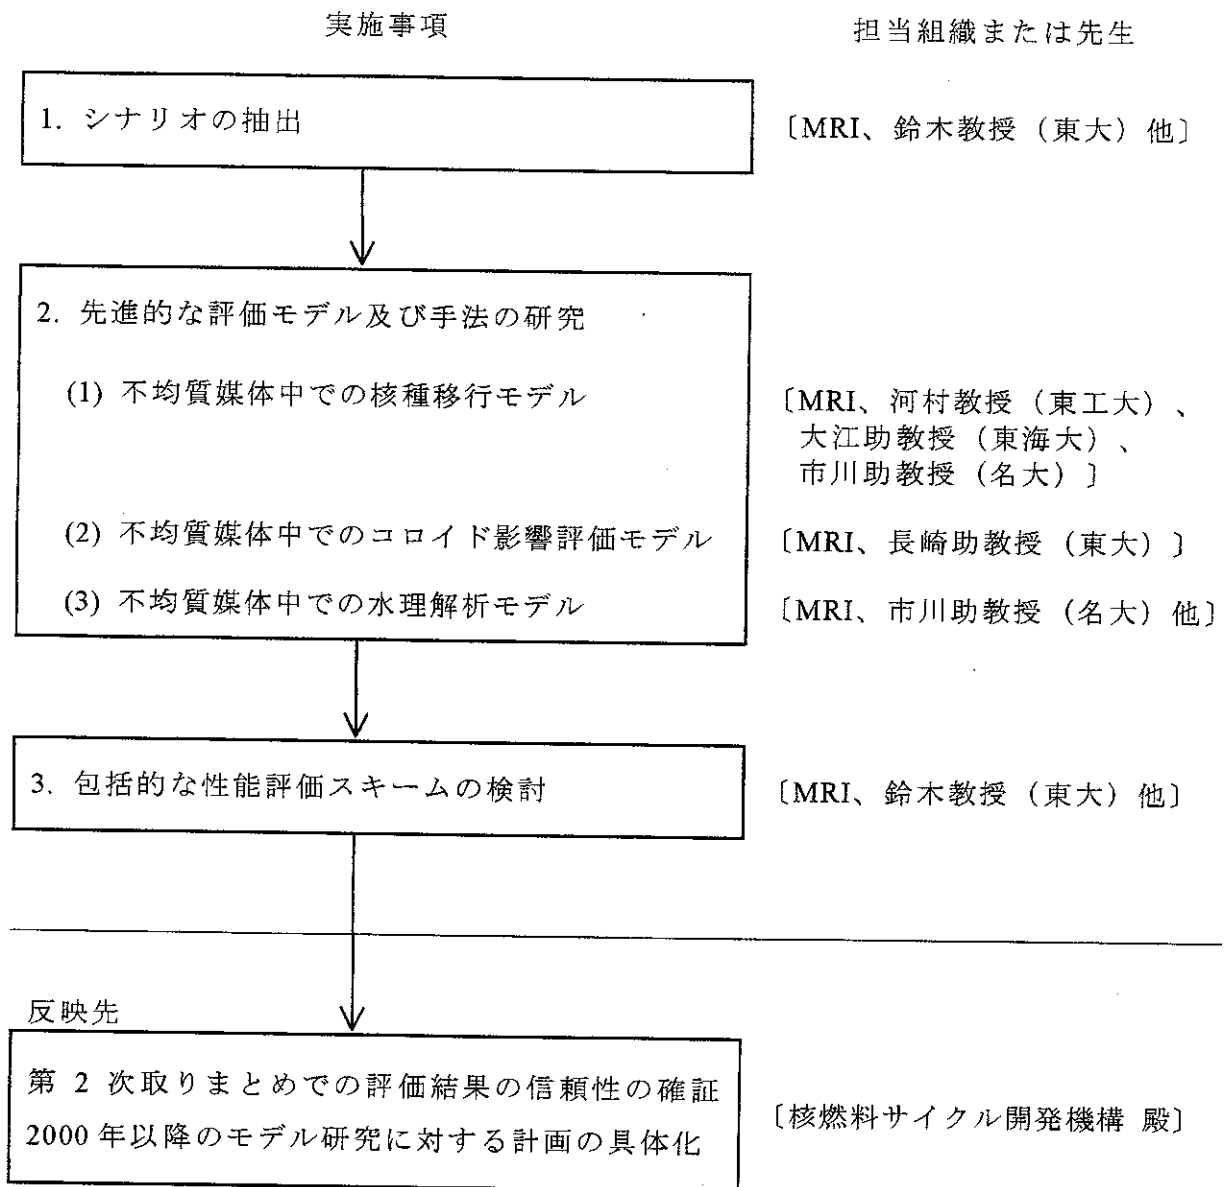 実施事項
担当組織または先生
1. シナリオの抽出
〔MRI、鈴木教授（東大）他〕
2. 先進的な評価モデル及び手法の研究
(1) 不均質媒体中での核種移行モデル
〔MRI、河村教授（東工大）、
大江助教授（東海大）、
市川助教授（名大）〕
(2) 不均質媒体中でのコロイド影響評価モデル
〔MRI、長崎助教授（東大）〕
(3) 不均質媒体中での水理解析モデル
〔MRI、市川助教授（名大）他〕
3. 包括的な性能評価スキームの検討
〔MRI、鈴木教授（東大）他〕
反映先
第 2 次取りまとめでの評価結果の信頼性の確証
2000年以降のモデル研究に対する計画の具体化
〔核燃料サイクル開発機構 殿〕